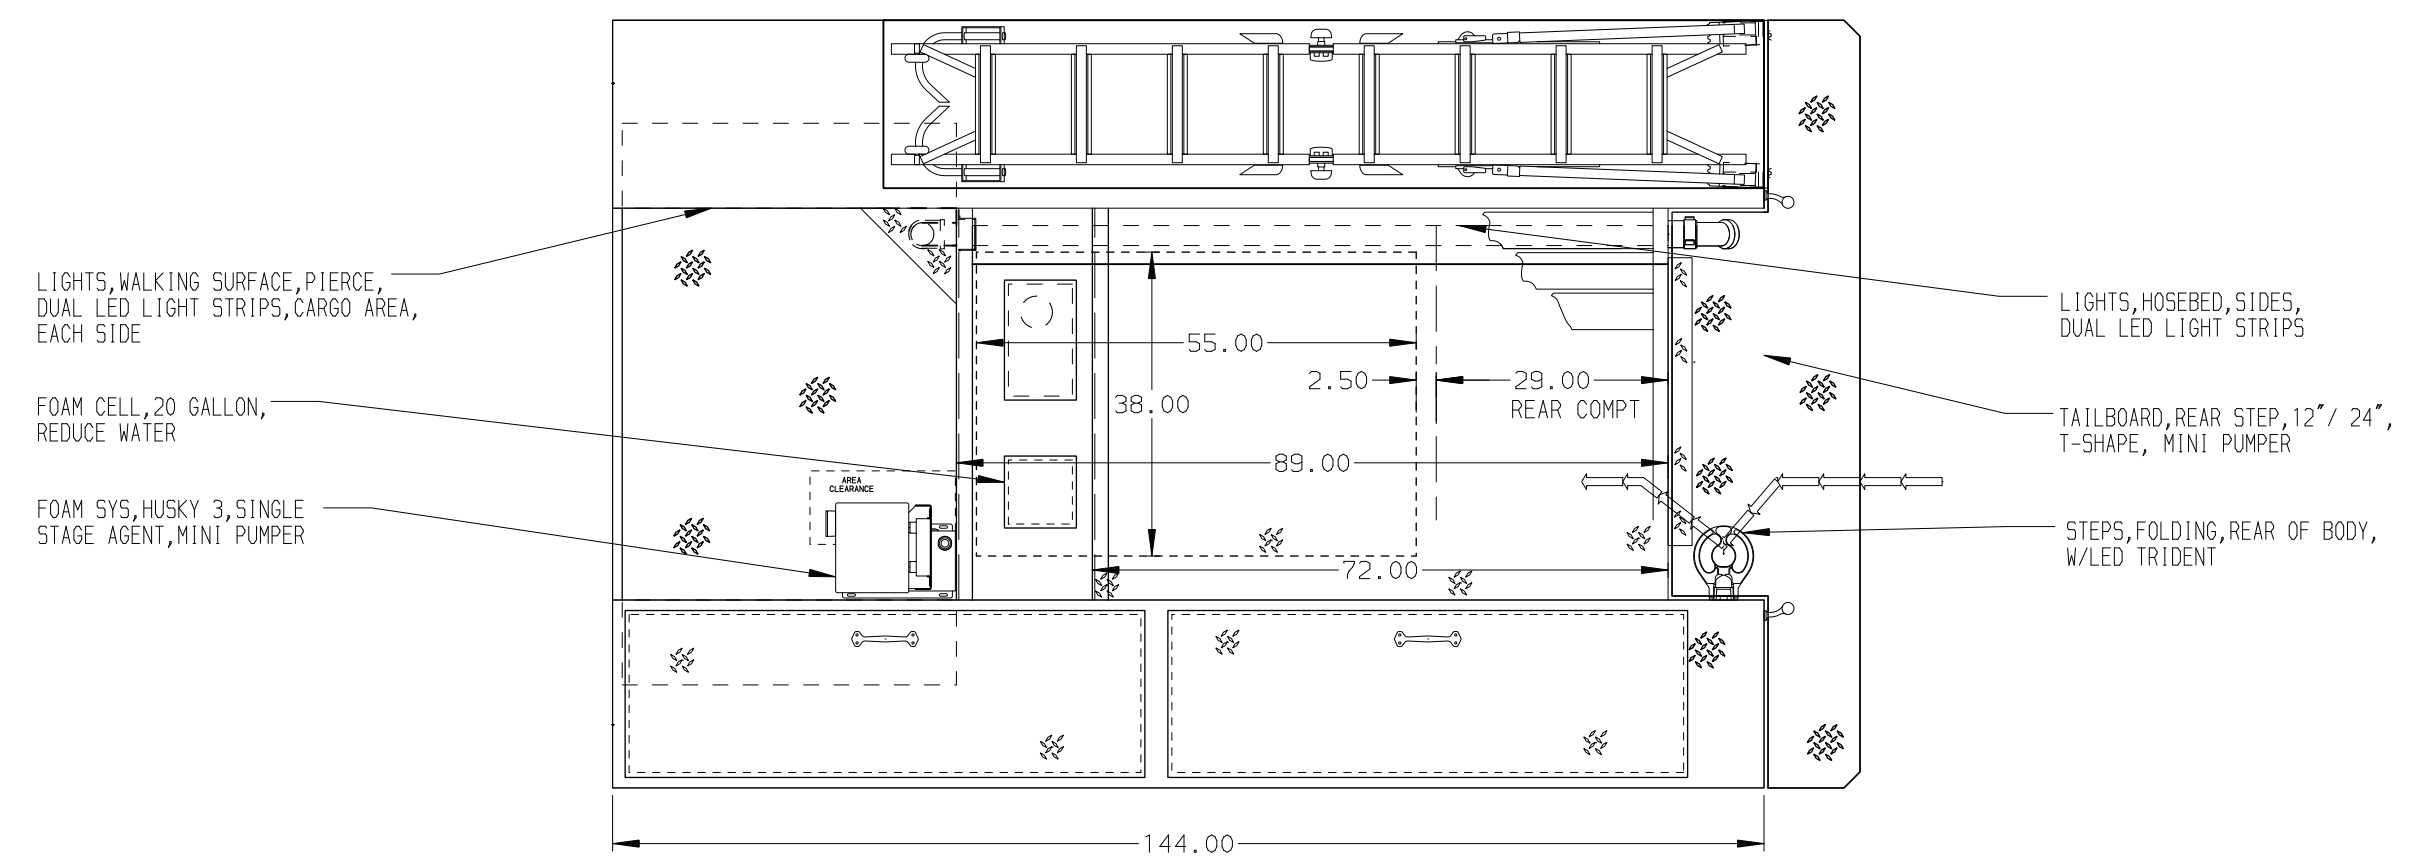 LIGHTS,WALKING SURFACE,PIERCE,
DUAL LED LIGHT STRIPS,CARGO AREA,
EACH SIDE
FOAM CELL,20 GALLON,
REDUCE WATER
FOAM SYS,HUSKY 3,SINGLE
STAGE AGENT,MINI PUMPER
AREA
CLEARANCE
55.00
2.50
29.00
REAR COMPT
38.00
89.00
72.00
144.00
LIGHTS,HOSEBED,SIDES,
DUAL LED LIGHT STRIPS
TAILBOARD,REAR STEP,12"/ 24",
T-SHAPE, MINI PUMPER
STEPS,FOLDING,REAR OF BODY,
W/LED TRIDENT